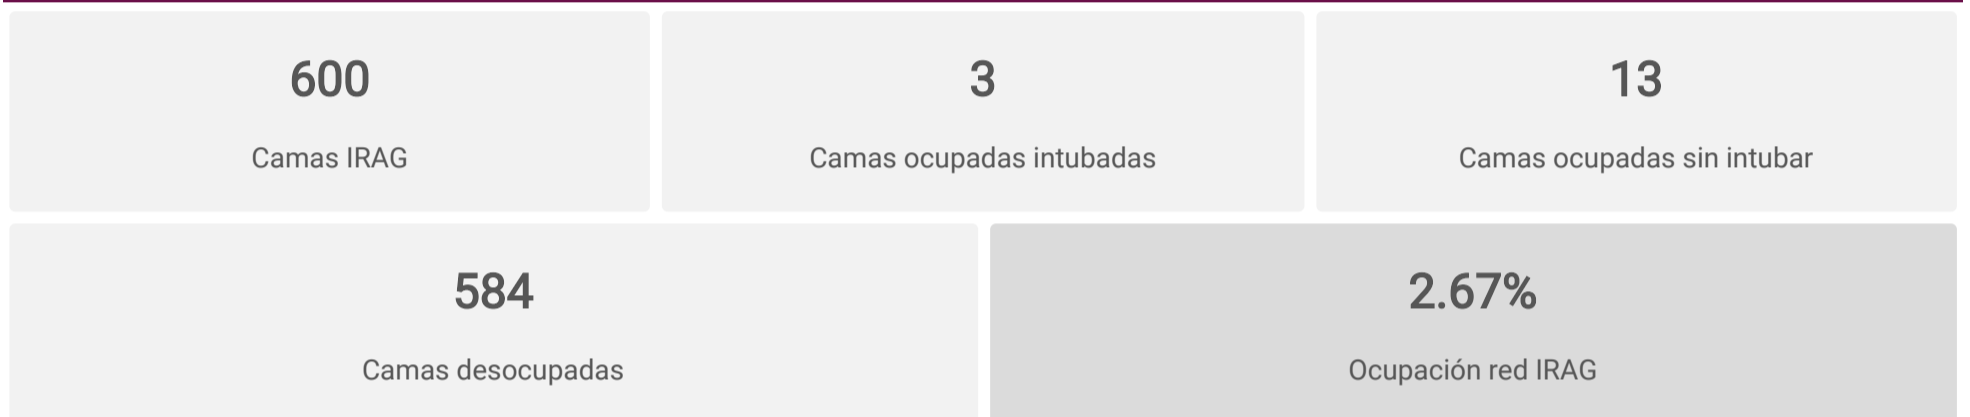 600
Camas IRAG
3
Camas ocupadas intubadas
13
Camas ocupadas sin intubar
584
Camas desocupadas
2.67%
Ocupación red IRAG